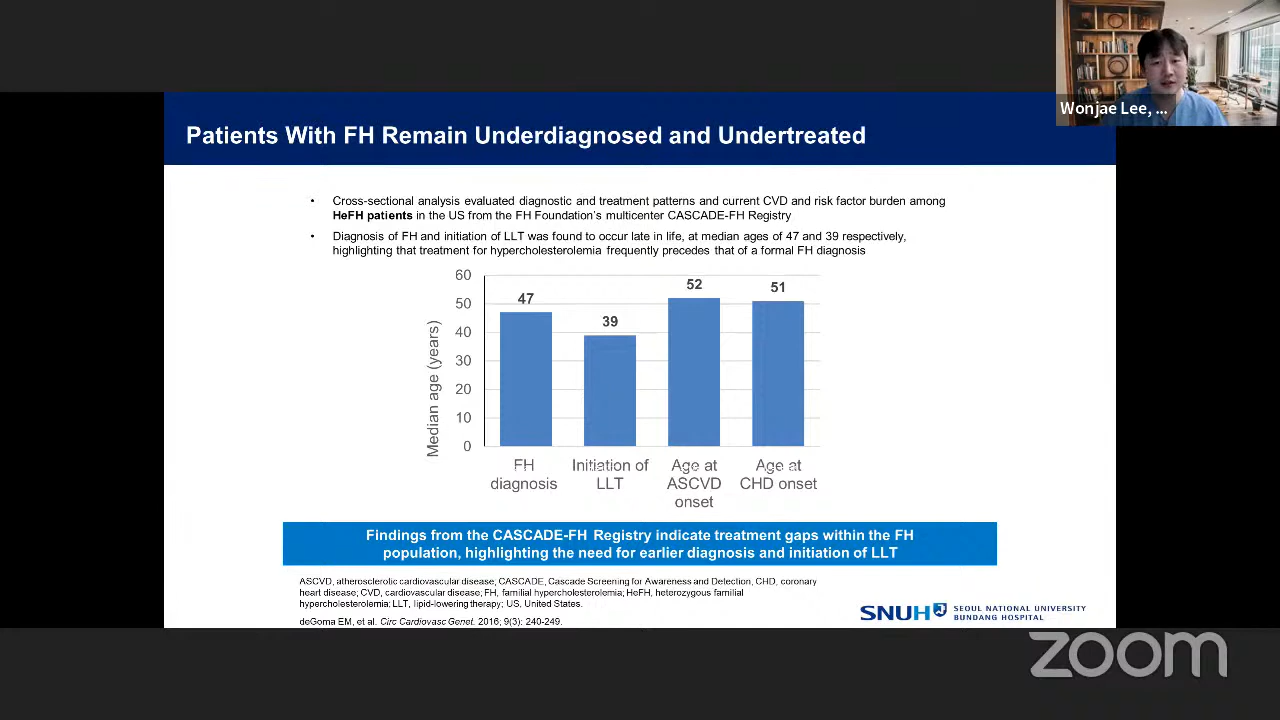 Wonjae Lee, ...
Patients With FH Remain Underdiagnosed and Undertreated
• Cross-sectional analysis evaluated diagnostic and treatment patterns and current CVD and risk factor burden among
HeFH patients in the US from the FH Foundation's multicenter CASCADE-FH Registry
• Diagnosis of FH and initiation of LLT was found to occur late in life, at median ages of 47 and 39 respectively,
highlighting that treatment for hypercholesterolemia frequently precedes that of a formal FH diagnosis
Median age (years)
60
50
40
30
20
10
0
47
39
52
51
FH
diagnosis
Initiation of
LLT
Age at
ASCVD
onset
Age at
CHD onset
Findings from the CASCADE-FH Registry indicate treatment gaps within the FH
population, highlighting the need for earlier diagnosis and initiation of LLT
ASCVD, atherosclerotic cardiovascular disease; CASCADE, Cascade Screening for Awareness and Detection, CHD, coronary
heart disease; CVD, cardiovascular disease; FH, familial hypercholesterolemia; HeFH, heterozygous familial
hypercholesterolemia; LLT, lipid-lowering therapy; US, United States.
deGoma EM, et al. Circ Cardiovasc Genet. 2016; 9(3): 240-249.
SNUH SEOUL NATIONAL UNIVERSITY
BUNDANG HOSPITAL
zoom